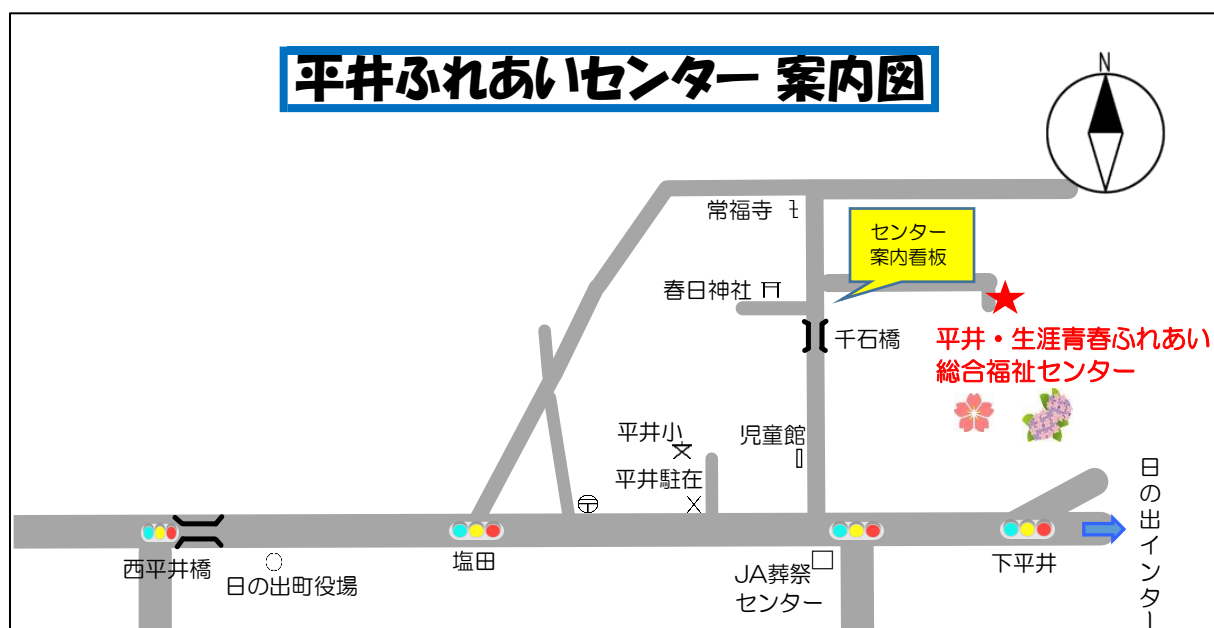 平井ふれあいセンター 案内図
N
常福寺
センター
案内看板
春日神社
千石橋
平井・生涯青春ふれあい
総合福祉センター
平井小
児童館
平井駐在
日の出インター
西平井橋
日の出町役場
塩田
JA葬祭
センター
下平井